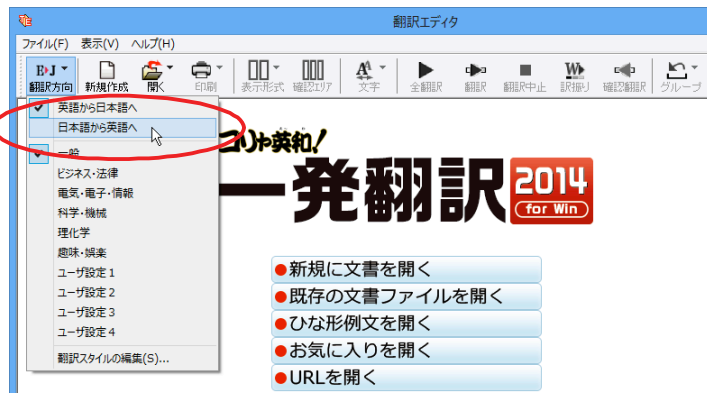 翻訳エディタ
ファイル(F) 表示(V) ヘルプ(H)
E▸J
翻訳方向 新規作成 開く 印刷 表示形式 確認エリア 文字 全翻訳 翻訳 翻訳中止 訳振り 確認翻訳 グループ
英語から日本語へ
日本語から英語へ
一般
ビジネス・法律
電気・電子・情報
科学・機械
理化学
趣味・娯楽
ユーザ設定1
ユーザ設定2
ユーザ設定3
ユーザ設定4
翻訳スタイルの編集(S)...
コリャ英和!
一発翻訳 2014
for Win
新規に文書を開く
既存の文書ファイルを開く
ひな形例文を開く
お気に入りを開く
URLを開く